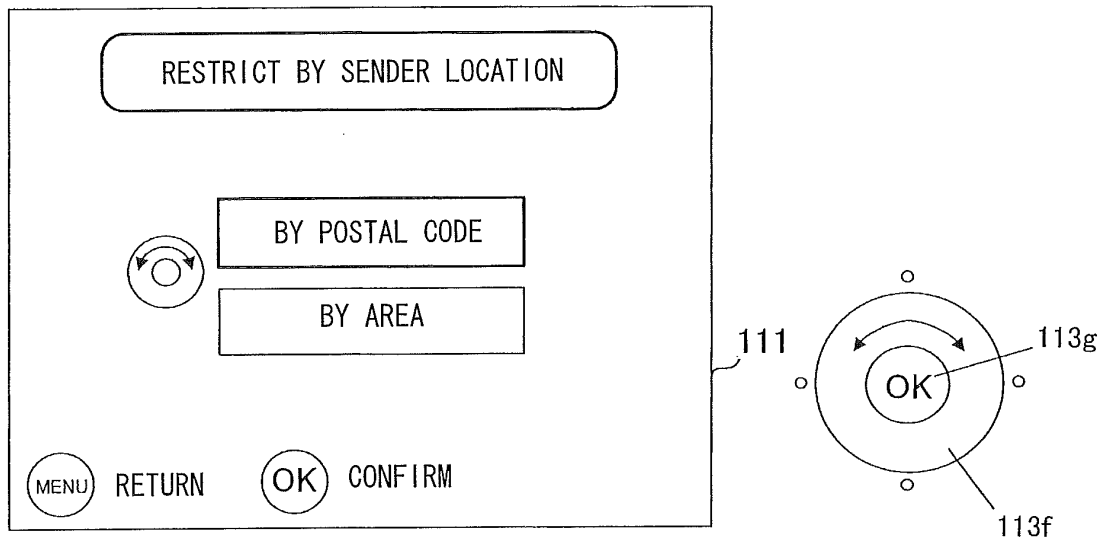 RESTRICT BY SENDER LOCATION
BY POSTAL CODE
BY AREA
111
113g
OK
MENU RETURN OK CONFIRM
113f